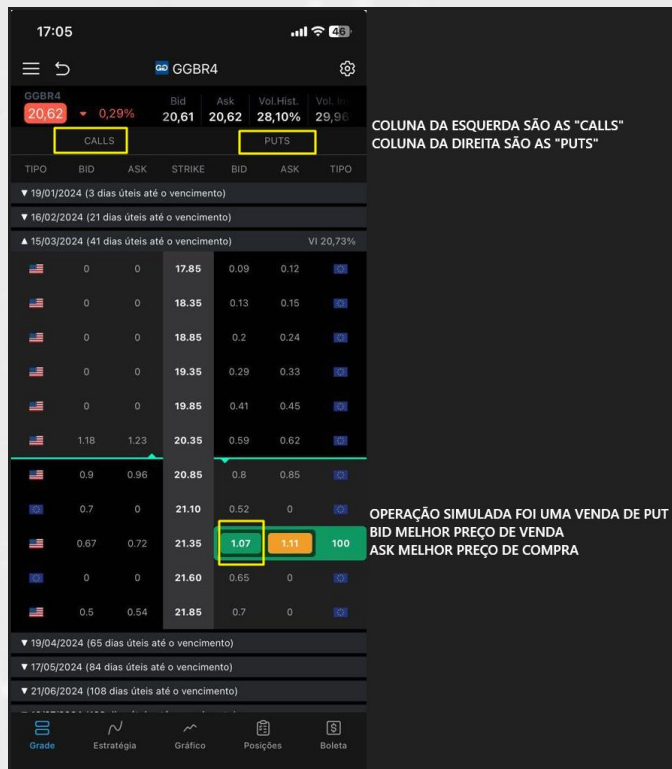 17:05
46
GGBR4
GGBR4
Bid Ask Vol.Hist.
20,62 0,29% 20,61 20,62 28,10% 29,96
CALLS PUTS
TIPO BID ASK STRIKE BID ASK TIPO
▼ 19/01/2024 (3 dias úteis até o vencimento)
▼ 16/02/2024 (21 dias úteis até o vencimento)
▲ 15/03/2024 (41 dias úteis até o vencimento) VI 20,73%
0 0 17.85 0.09 0.12
0 0 18.35 0.13 0.15
0 0 18.85 0.2 0.24
0 0 19.35 0.29 0.33
0 0 19.85 0.41 0.45
1.18 1.23 20.35 0.59 0.62
0.9 0.96 20.85 0.8 0.85
0.7 0 21.10 0.52 0
0.67 0.72 21.35 1.07 1.11 100
0 0 21.60 0.65 0
0.5 0.54 21.85 0.7 0
▼ 19/04/2024 (65 dias úteis até o vencimento)
▼ 17/05/2024 (84 dias úteis até o vencimento)
▼ 21/06/2024 (108 dias úteis até o vencimento)
Grade Estratégia Gráfico Posições Boleta
COLUNA DA ESQUERDA SÃO AS "CALLS"
COLUNA DA DIREITA SÃO AS "PUTS"
OPERAÇÃO SIMULADA FOI UMA VENDA DE PUT
BID MELHOR PREÇO DE VENDA
ASK MELHOR PREÇO DE COMPRA